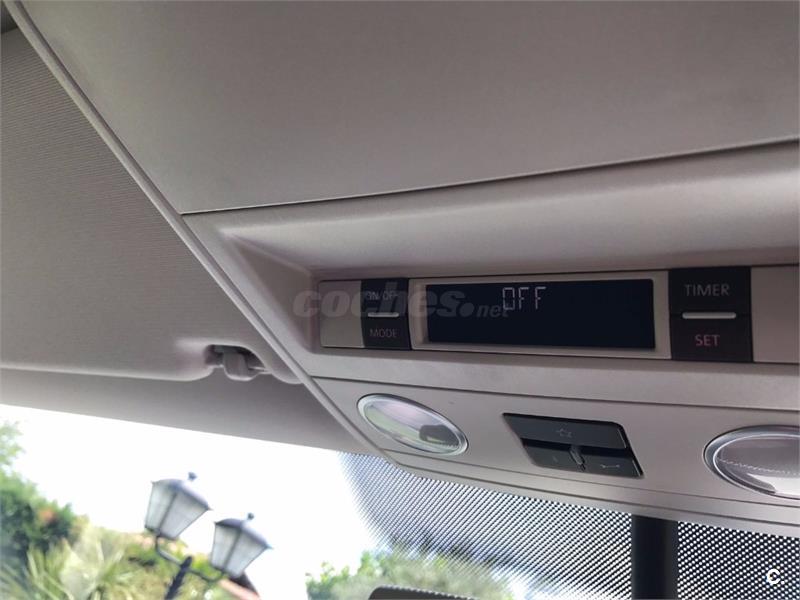 ON/OFF
MODE
OFF
TIMER
SET
coches.net
C